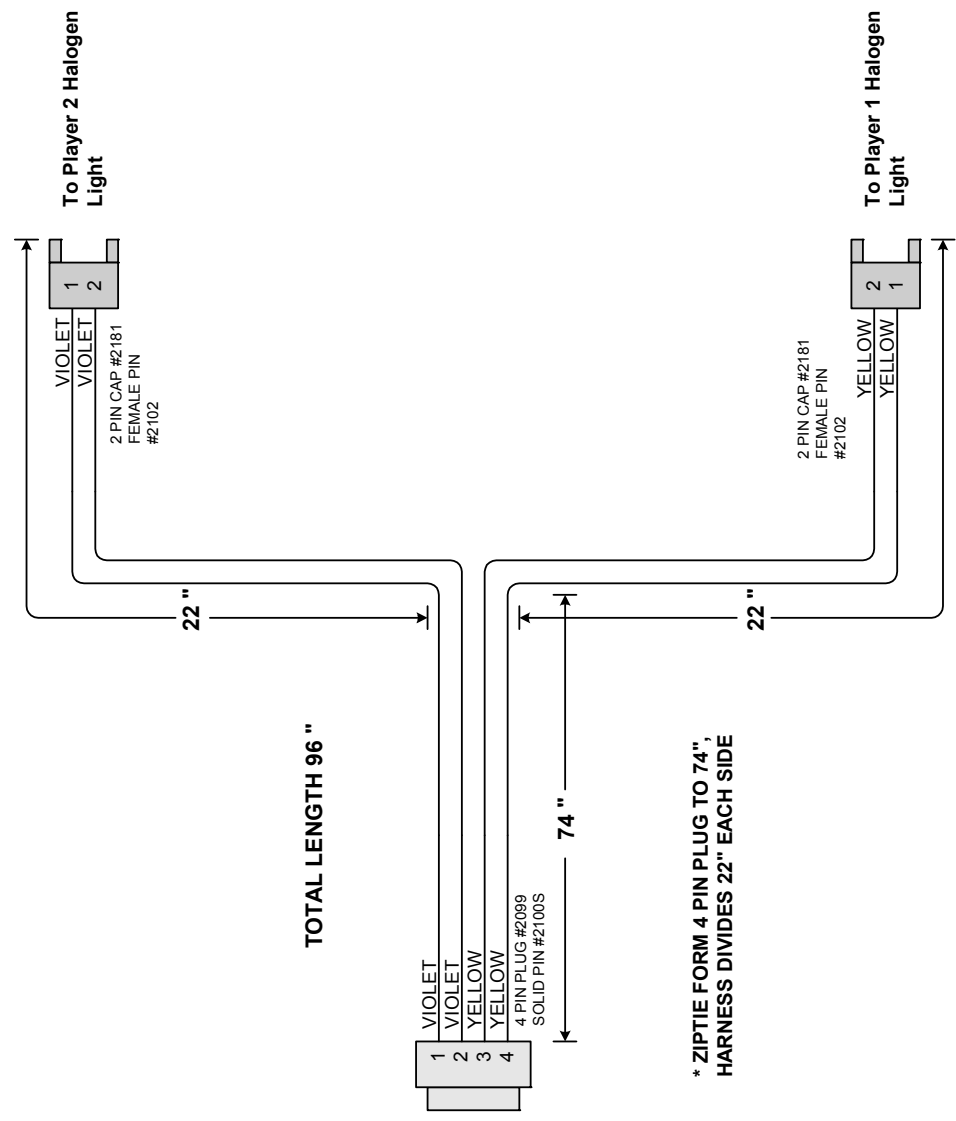 To Player 2 Halogen
Light
1
2
VIOLET
VIOLET
2 PIN CAP #2181
FEMALE PIN
#2102
22 "
To Player 1 Halogen
Light
2
1
YELLOW
YELLOW
2 PIN CAP #2181
FEMALE PIN
#2102
22 "
TOTAL LENGTH 96 "
74 "
VIOLET
VIOLET
YELLOW
YELLOW
4 PIN PLUG #2099
SOLID PIN #2100S
1
2
3
4
* ZIPTIE FORM 4 PIN PLUG TO 74",
HARNESS DIVIDES 22" EACH SIDE